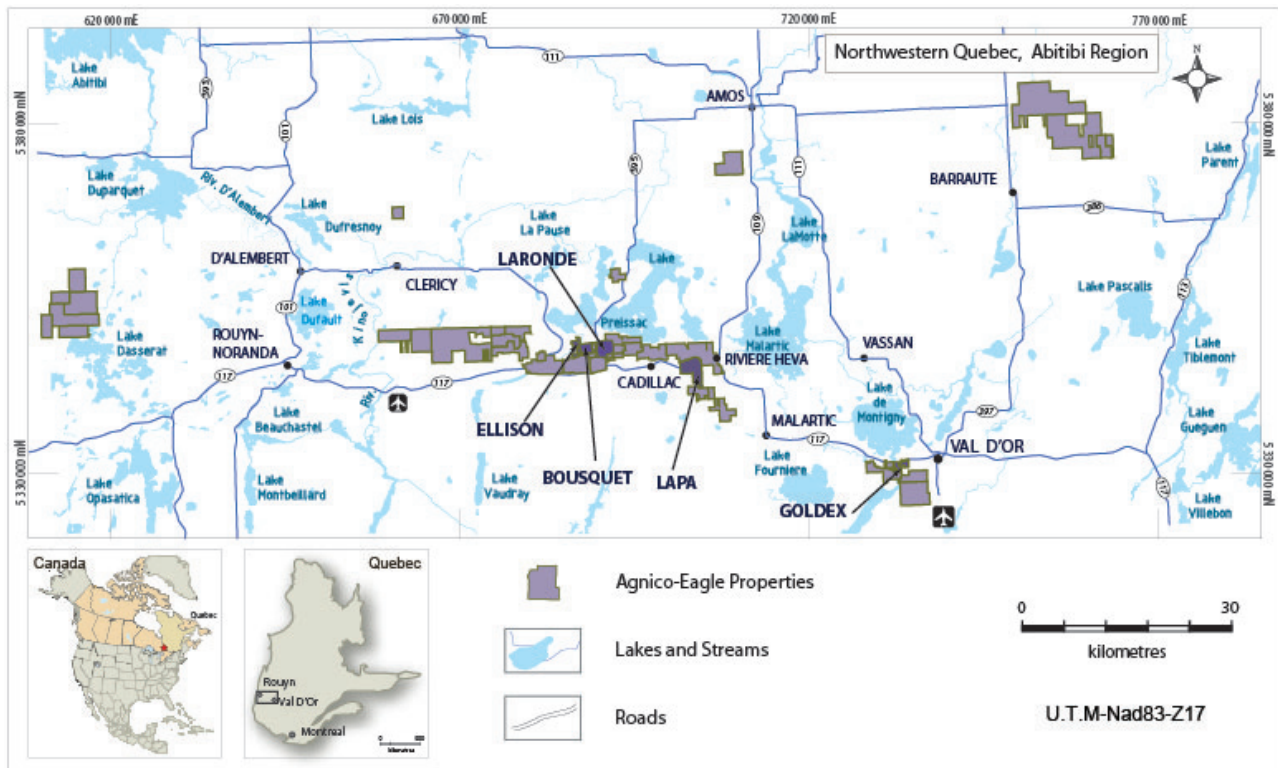 620 000 mE
670 000 mE
720 000 mE
770 000 mE
Northwestern Quebec, Abitibi Region
N
5 380 000 mN
5 380 000 mN
5 330 000 mN
5 330 000 mN
Lake
Abitibi
393
111
101
Lake Lois
AMOS
395
111
109
Lake
Parent
BARRAUTE
386
Lake
Duparquet
Riv. D'Alembert
Lake
Dufresnoy
Lake
La Pause
Lake
LaMotte
D'ALEMBERT
CLERICY
LARONDE
Lake
Preissac
Lake Pascalis
113
101
Lake
Dufault
Kinojevis
Riv.
Lake
Dasserat
ROUYN-
NORANDA
Lake
Malartic
VASSAN
Lake
Tiblemont
RIVIERE HEVA
117
117
CADILLAC
Lake
de
Montigny
397
Lake
Beauchastel
ELLISON
MALARTIC
117
Lake
Gueguen
VAL D'OR
BOUSQUET
LAPA
Lake
Fourniere
Lake
Opasatica
Lake
Montbeillard
Lake
Vaudray
GOLDEX
117
Lake
Villebon
Canada
Quebec
Quebec
Rouyn
Val D'Or
Montreal
0
kilometres
Agnico-Eagle Properties
Lakes and Streams
Roads
0
30
kilometres
U.T.M-Nad83-Z17